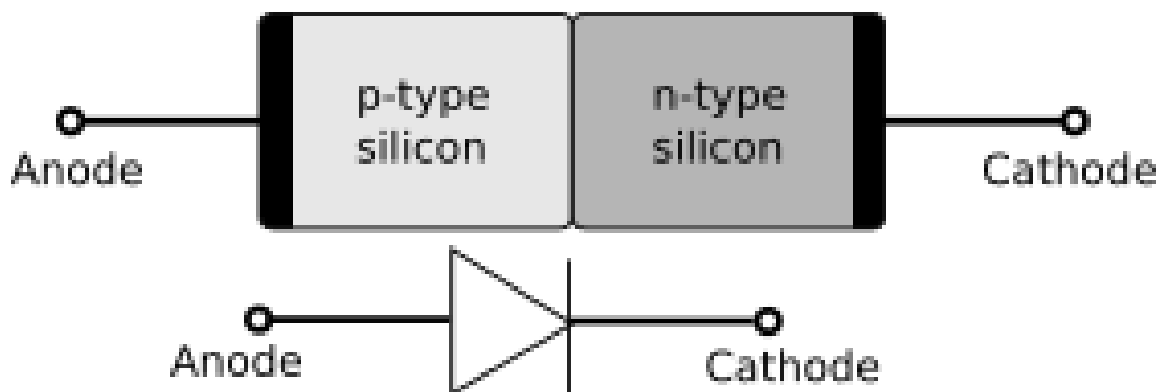 p-type
silicon
n-type
silicon
Anode
Cathode
Anode
Cathode